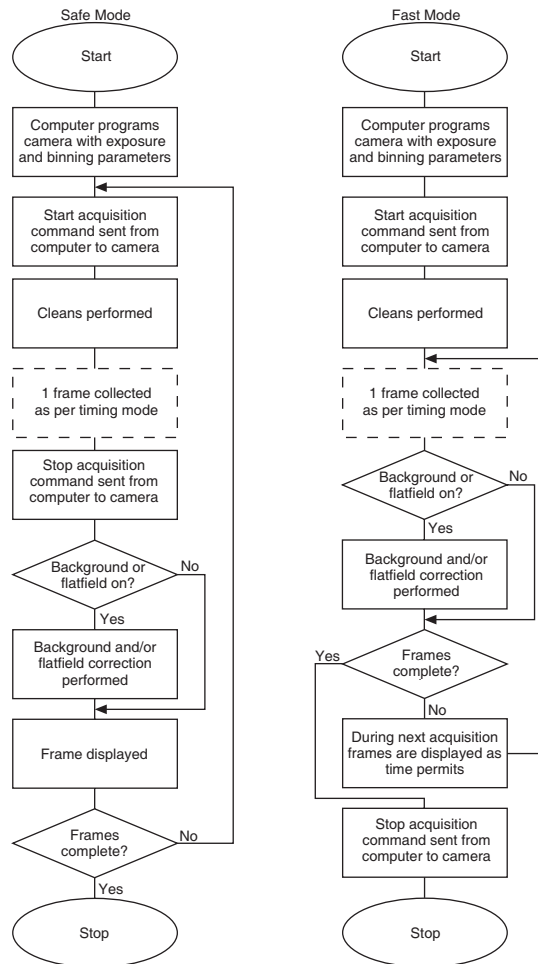 Safe Mode
Start
Computer programs
camera with exposure
and binning parameters
Start acquisition
command sent from
computer to camera
Cleans performed
1 frame collected
as per timing mode
Stop acquisition
command sent from
computer to camera
Background or
flatfield on?
No
Yes
Background and/or
flatfield correction
performed
Frame displayed
Frames
complete?
No
Yes
Stop
Fast Mode
Start
Computer programs
camera with exposure
and binning parameters
Start acquisition
command sent from
computer to camera
Cleans performed
1 frame collected
as per timing mode
Background or
flatfield on?
No
Yes
Background and/or
flatfield correction
performed
Yes
Frames
complete?
No
During next acquisition
frames are displayed as
time permits
Stop acquisition
command sent from
computer to camera
Stop